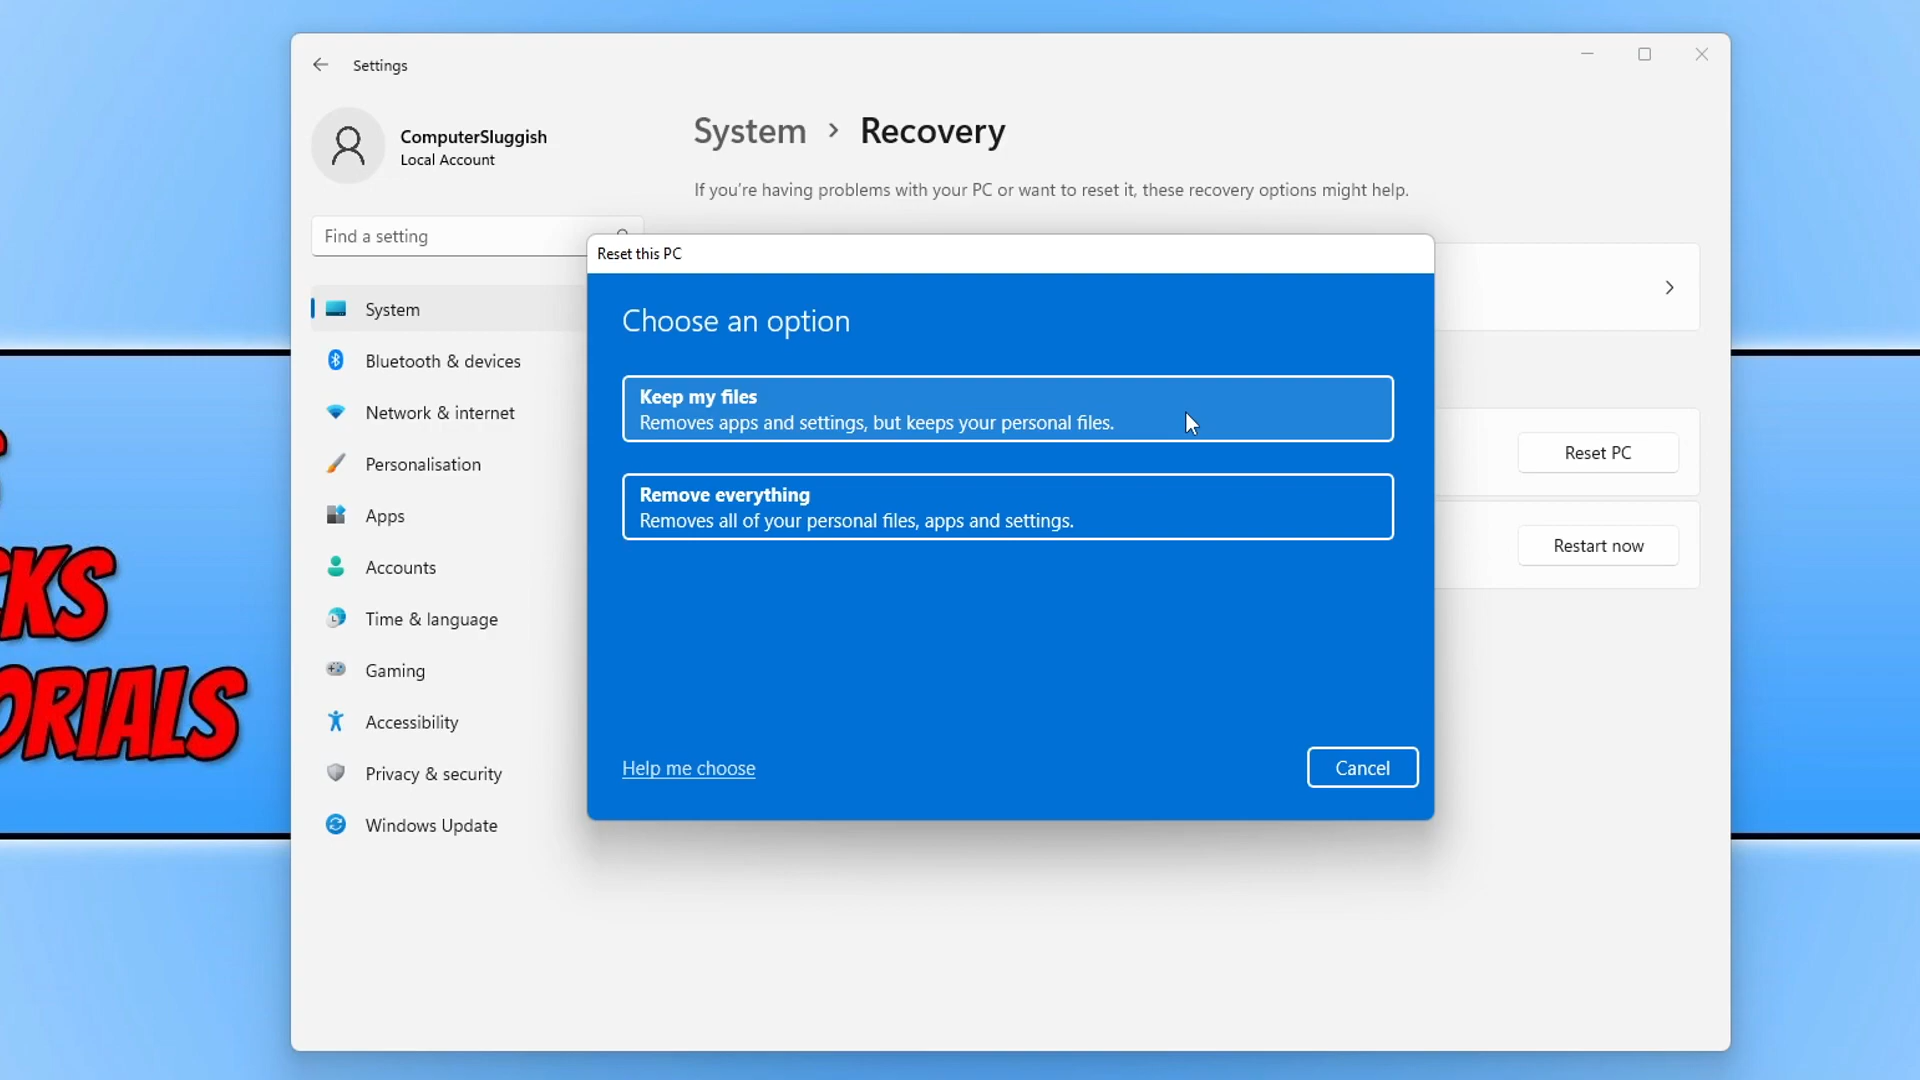 Settings
ComputerSluggish
Local Account
Find a setting
System
Bluetooth & devices
Network & internet
Personalisation
Apps
Accounts
Time & language
Gaming
Accessibility
Privacy & security
Windows Update
System > Recovery
If you're having problems with your PC or want to reset it, these recovery options might help.
Reset this PC
Choose an option
Keep my files
Removes apps and settings, but keeps your personal files.
Remove everything
Removes all of your personal files, apps and settings.
Help me choose
Cancel
Reset PC
Restart now
CKS
ORIALS